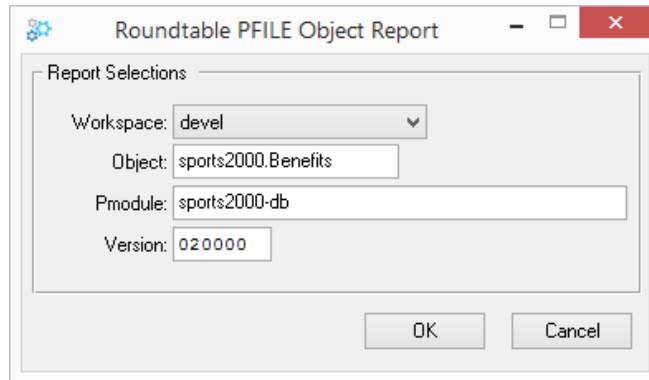 Roundtable PFILE Object Report
Report Selections
Workspace: devel
Object: sports2000.Benefits
Pmodule: sports2000-db
Version: 020000
OK Cancel